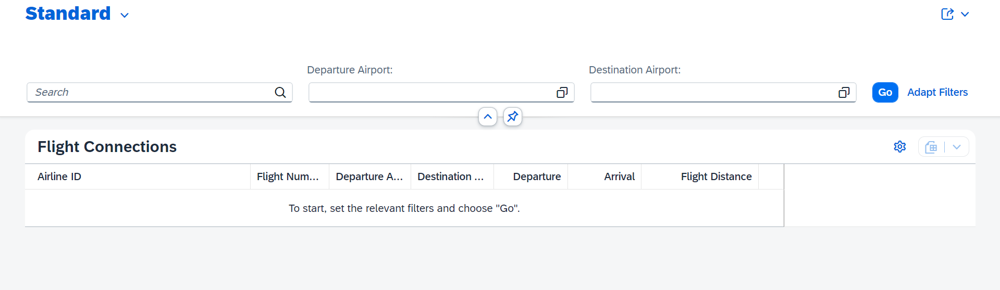 Standard
Departure Airport:
Destination Airport:
Search
Go
Adapt Filters
Flight Connections
Airline ID
Flight Num...
Departure A...
Destination ...
Departure
Arrival
Flight Distance
To start, set the relevant filters and choose "Go".